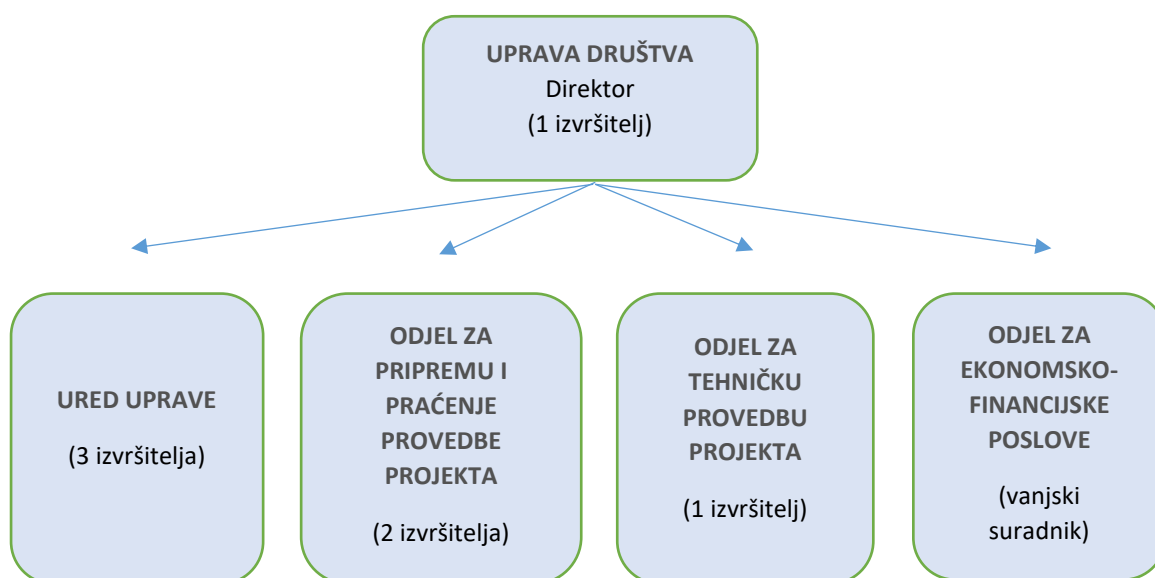 UPRAVA DRUŠTVA
Direktor
(1 izvršitelj)
URED UPRAVE
(3 izvršitelja)
ODJEL ZA
PRIPREMU I
PRAĆENJE
PROVEDBE
PROJEKTA
(2 izvršitelja)
ODJEL ZA
TEHNIČKU
PROVEDBU
PROJEKTA
(1 izvršitelj)
ODJEL ZA
EKONOMSKO-
FINANCIJSKE
POSLOVE
(vanjski
suradnik)